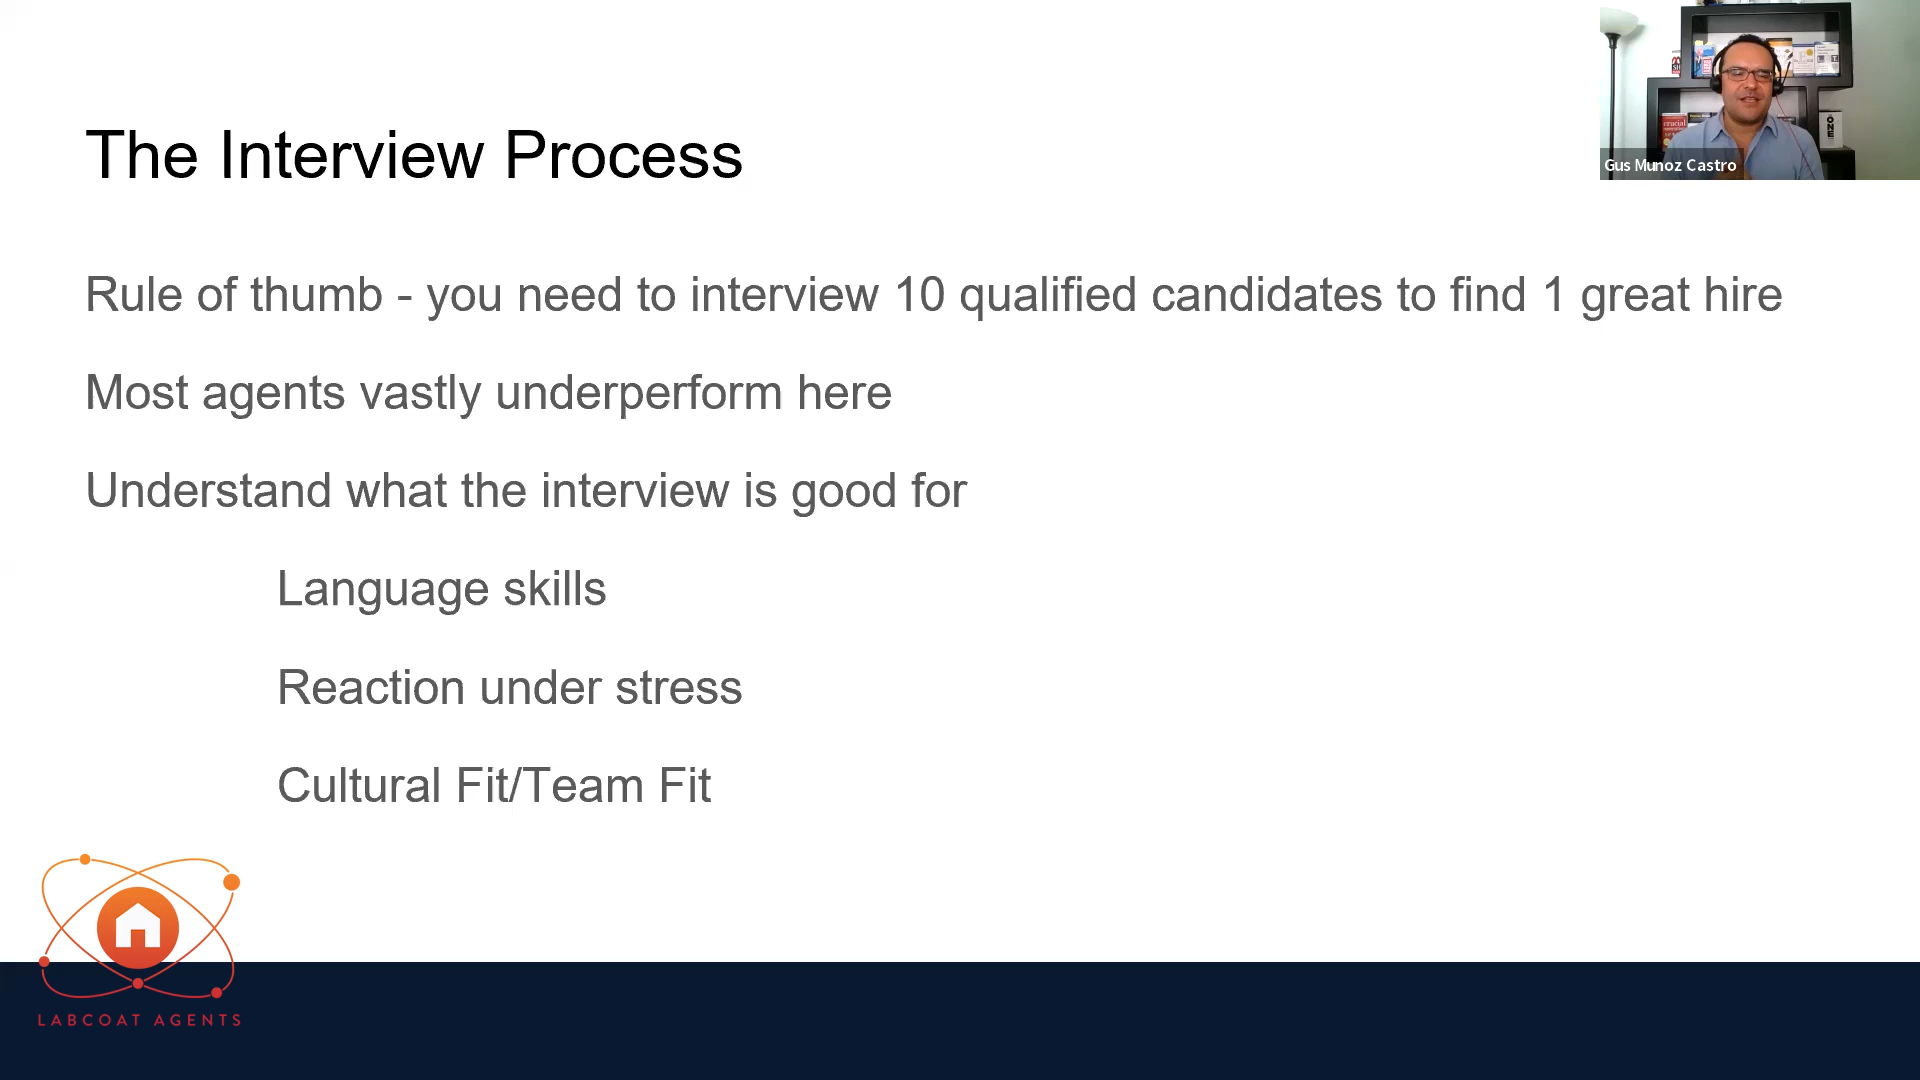 The Interview Process
Gus Munoz Castro
Rule of thumb - you need to interview 10 qualified candidates to find 1 great hire
Most agents vastly underperform here
Understand what the interview is good for
Language skills
Reaction under stress
Cultural Fit/Team Fit
LABCOAT AGENTS
crucial
ONE